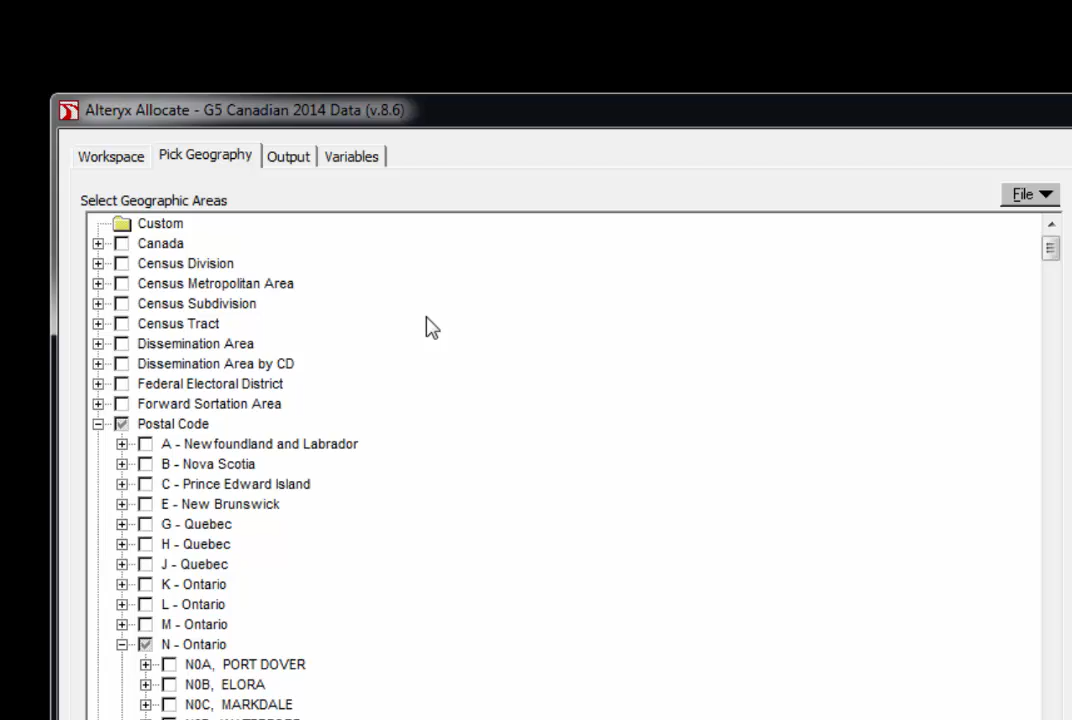 Alteryx Allocate - G5 Canadian 2014 Data (v.8.6)
Workspace Pick Geography Output Variables
Select Geographic Areas
File
Custom
Canada
Census Division
Census Metropolitan Area
Census Subdivision
Census Tract
Dissemination Area
Dissemination Area by CD
Federal Electoral District
Forward Sortation Area
Postal Code
A - Newfoundland and Labrador
B - Nova Scotia
C - Prince Edward Island
E - New Brunswick
G - Quebec
H - Quebec
J - Quebec
K - Ontario
L - Ontario
M - Ontario
N - Ontario
N0A, PORT DOVER
N0B, ELORA
N0C, MARKDALE